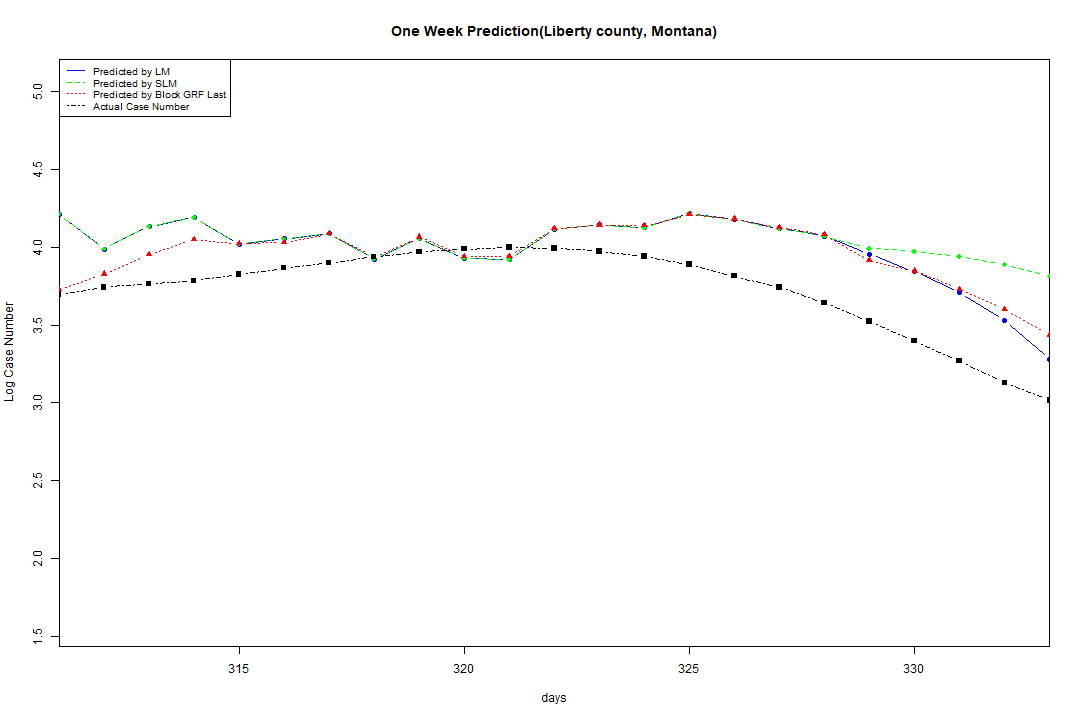 One Week Prediction(Liberty county, Montana)
Predicted by LM
Predicted by SLM
Predicted by Block GRF Last
Actual Case Number
5.0
4.5
4.0
3.5
3.0
2.5
2.0
1.5
Log Case Number
315 320 325 330
days